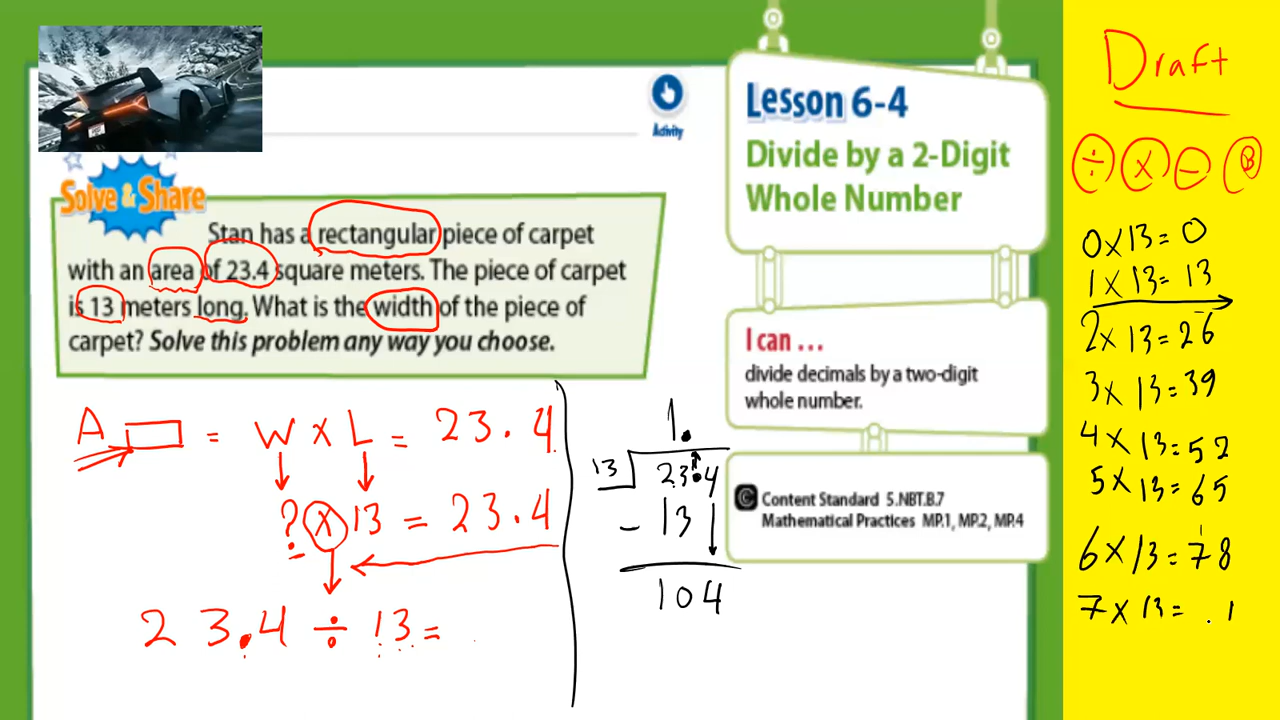 Activity
Solve & Share
Stan has a rectangular piece of carpet
with an area of 23.4 square meters. The piece of carpet
is 13 meters long. What is the width of the piece of
carpet? Solve this problem any way you choose.
Lesson 6-4
Divide by a 2-Digit
Whole Number
I can ...
divide decimals by a two-digit
whole number.
C Content Standard 5.NBT.B.7
Mathematical Practices MP.1, MP.2, MP.4
A = W × L = 23.4
? × 13 = 23.4
23.4 ÷ 13 =
1.
13 23.4
- 13
104
Draft
÷ × -
0 × 13 = 0
1 × 13 = 13
2 × 13 = 26
3 × 13 = 39
4 × 13 = 52
5 × 13 = 65
6 × 13 = 78
7 × 13 = 1